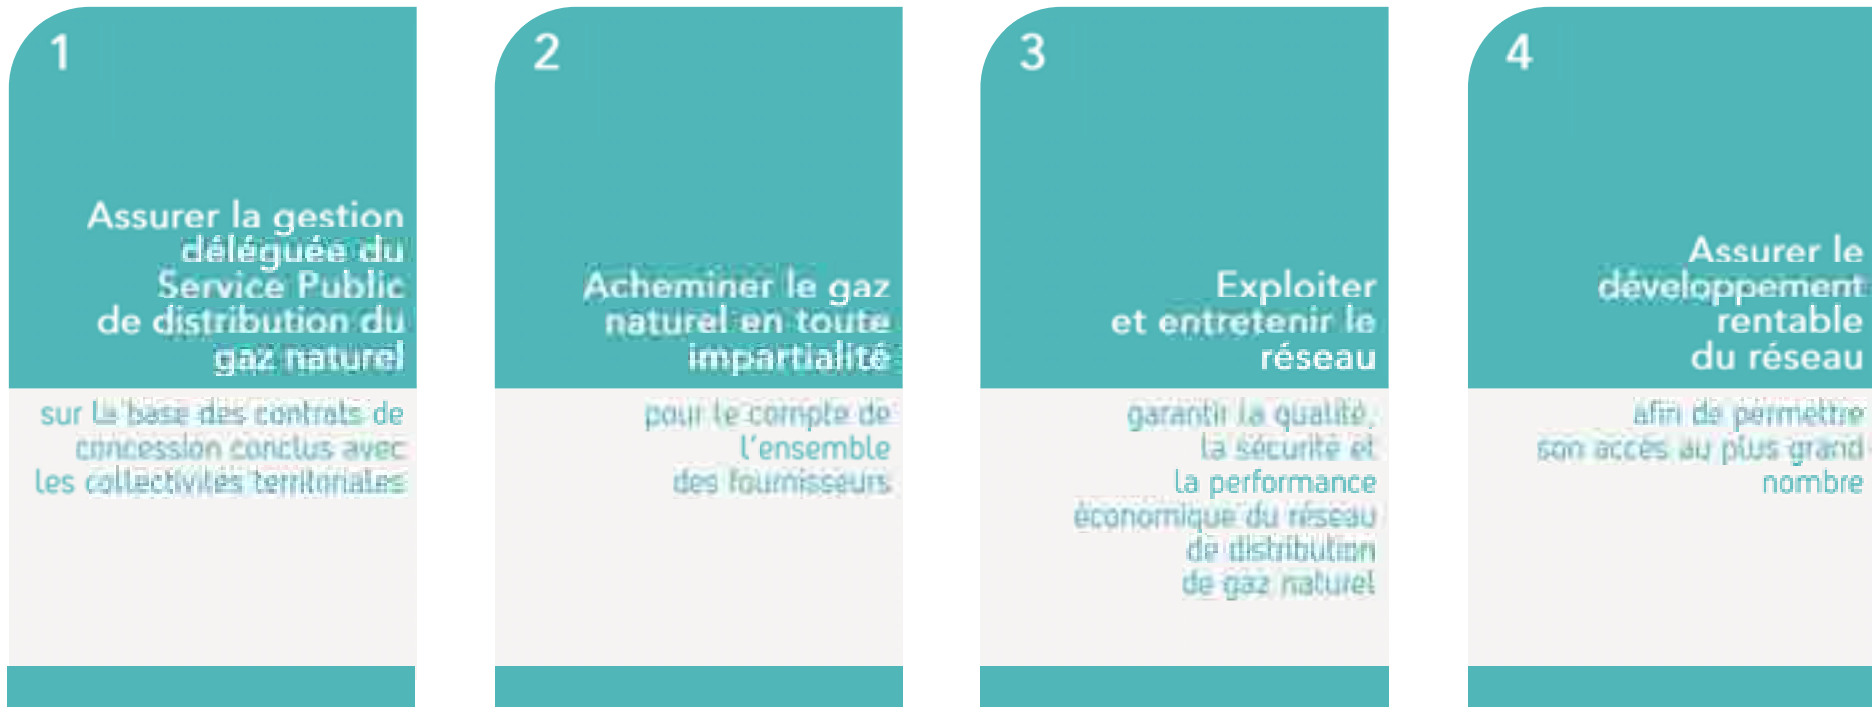 1
Assurer la gestion
déléguée du
Service Public
de distribution du
gaz naturel
sur la base des contrats de
concession conclus avec
les collectivités territoriales
2
Acheminer le gaz
naturel en toute
impartialité
pour le compte de
l'ensemble
des fournisseurs
3
Exploiter
et entretenir le
réseau
garantir la qualité,
la sécurité et
la performance
économique du réseau
de distribution
de gaz naturel
4
Assurer le
développement
rentable
du réseau
afin de permettre
son accès au plus grand
nombre